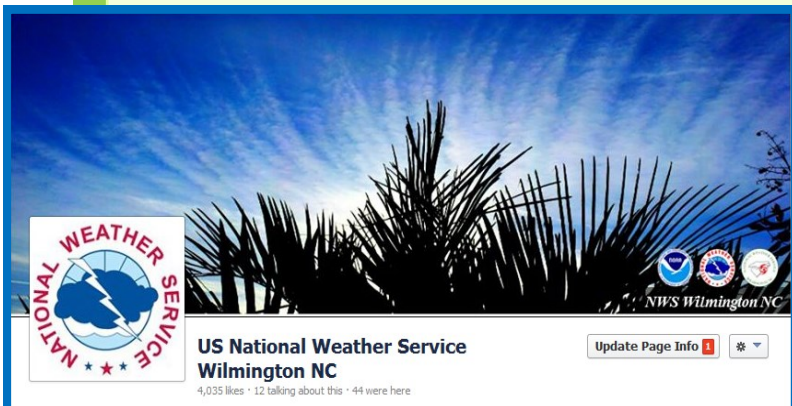 NATIONAL WEATHER SERVICE
noaa
NWS Wilmington NC
US National Weather Service
Wilmington NC
4,035 likes · 12 talking about this · 44 were here
Update Page Info 1